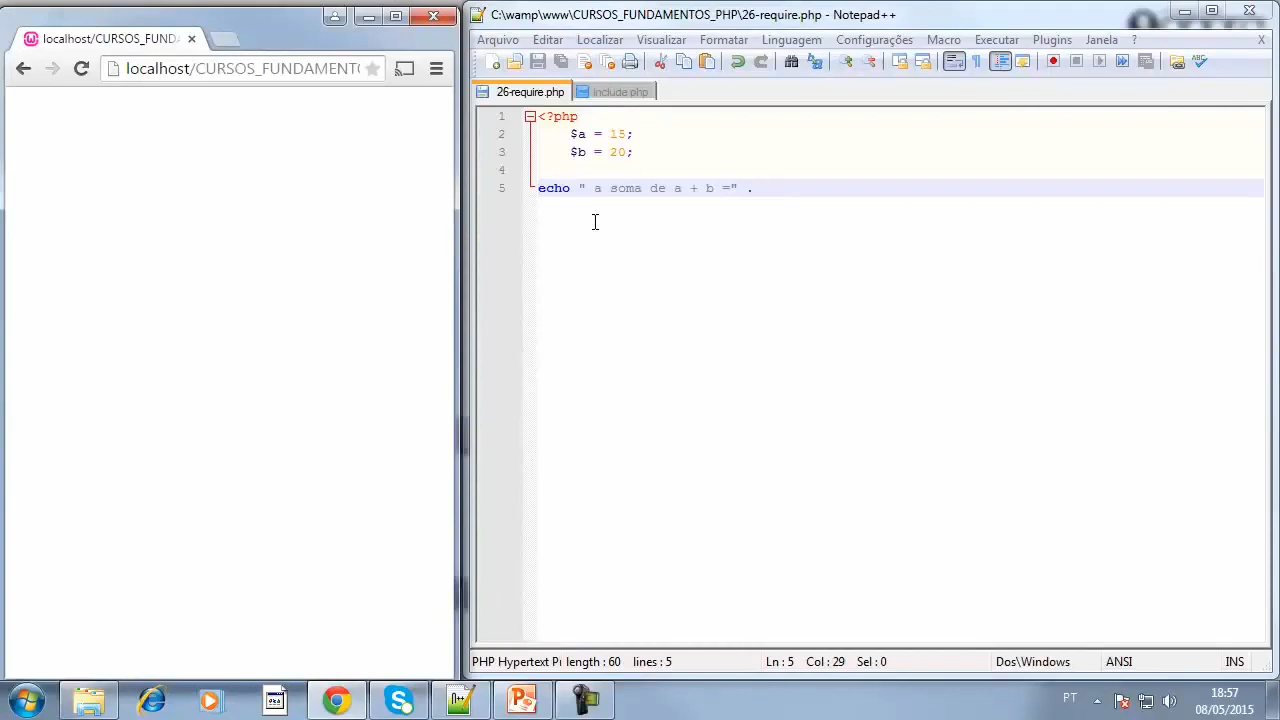 C:\wamp\www\CURSOS_FUNDAMENTOS_PHP\26-require.php - Notepad++
localhost/CURSOS_FUND
localhost/CURSOS_FUNDAMENTO
Arquivo Editar Localizar Visualizar Formatar Linguagem Configurações Macro Executar Plugins Janela ? X
26-require.php include.php
1 <?php
2 $a = 15;
3 $b = 20;
4
5 echo " a soma de a + b =" .
PHP Hypertext Pr length : 60 lines : 5 Ln : 5 Col : 29 Sel : 0 Dos\Windows ANSI INS
PT 18:57
08/05/2015